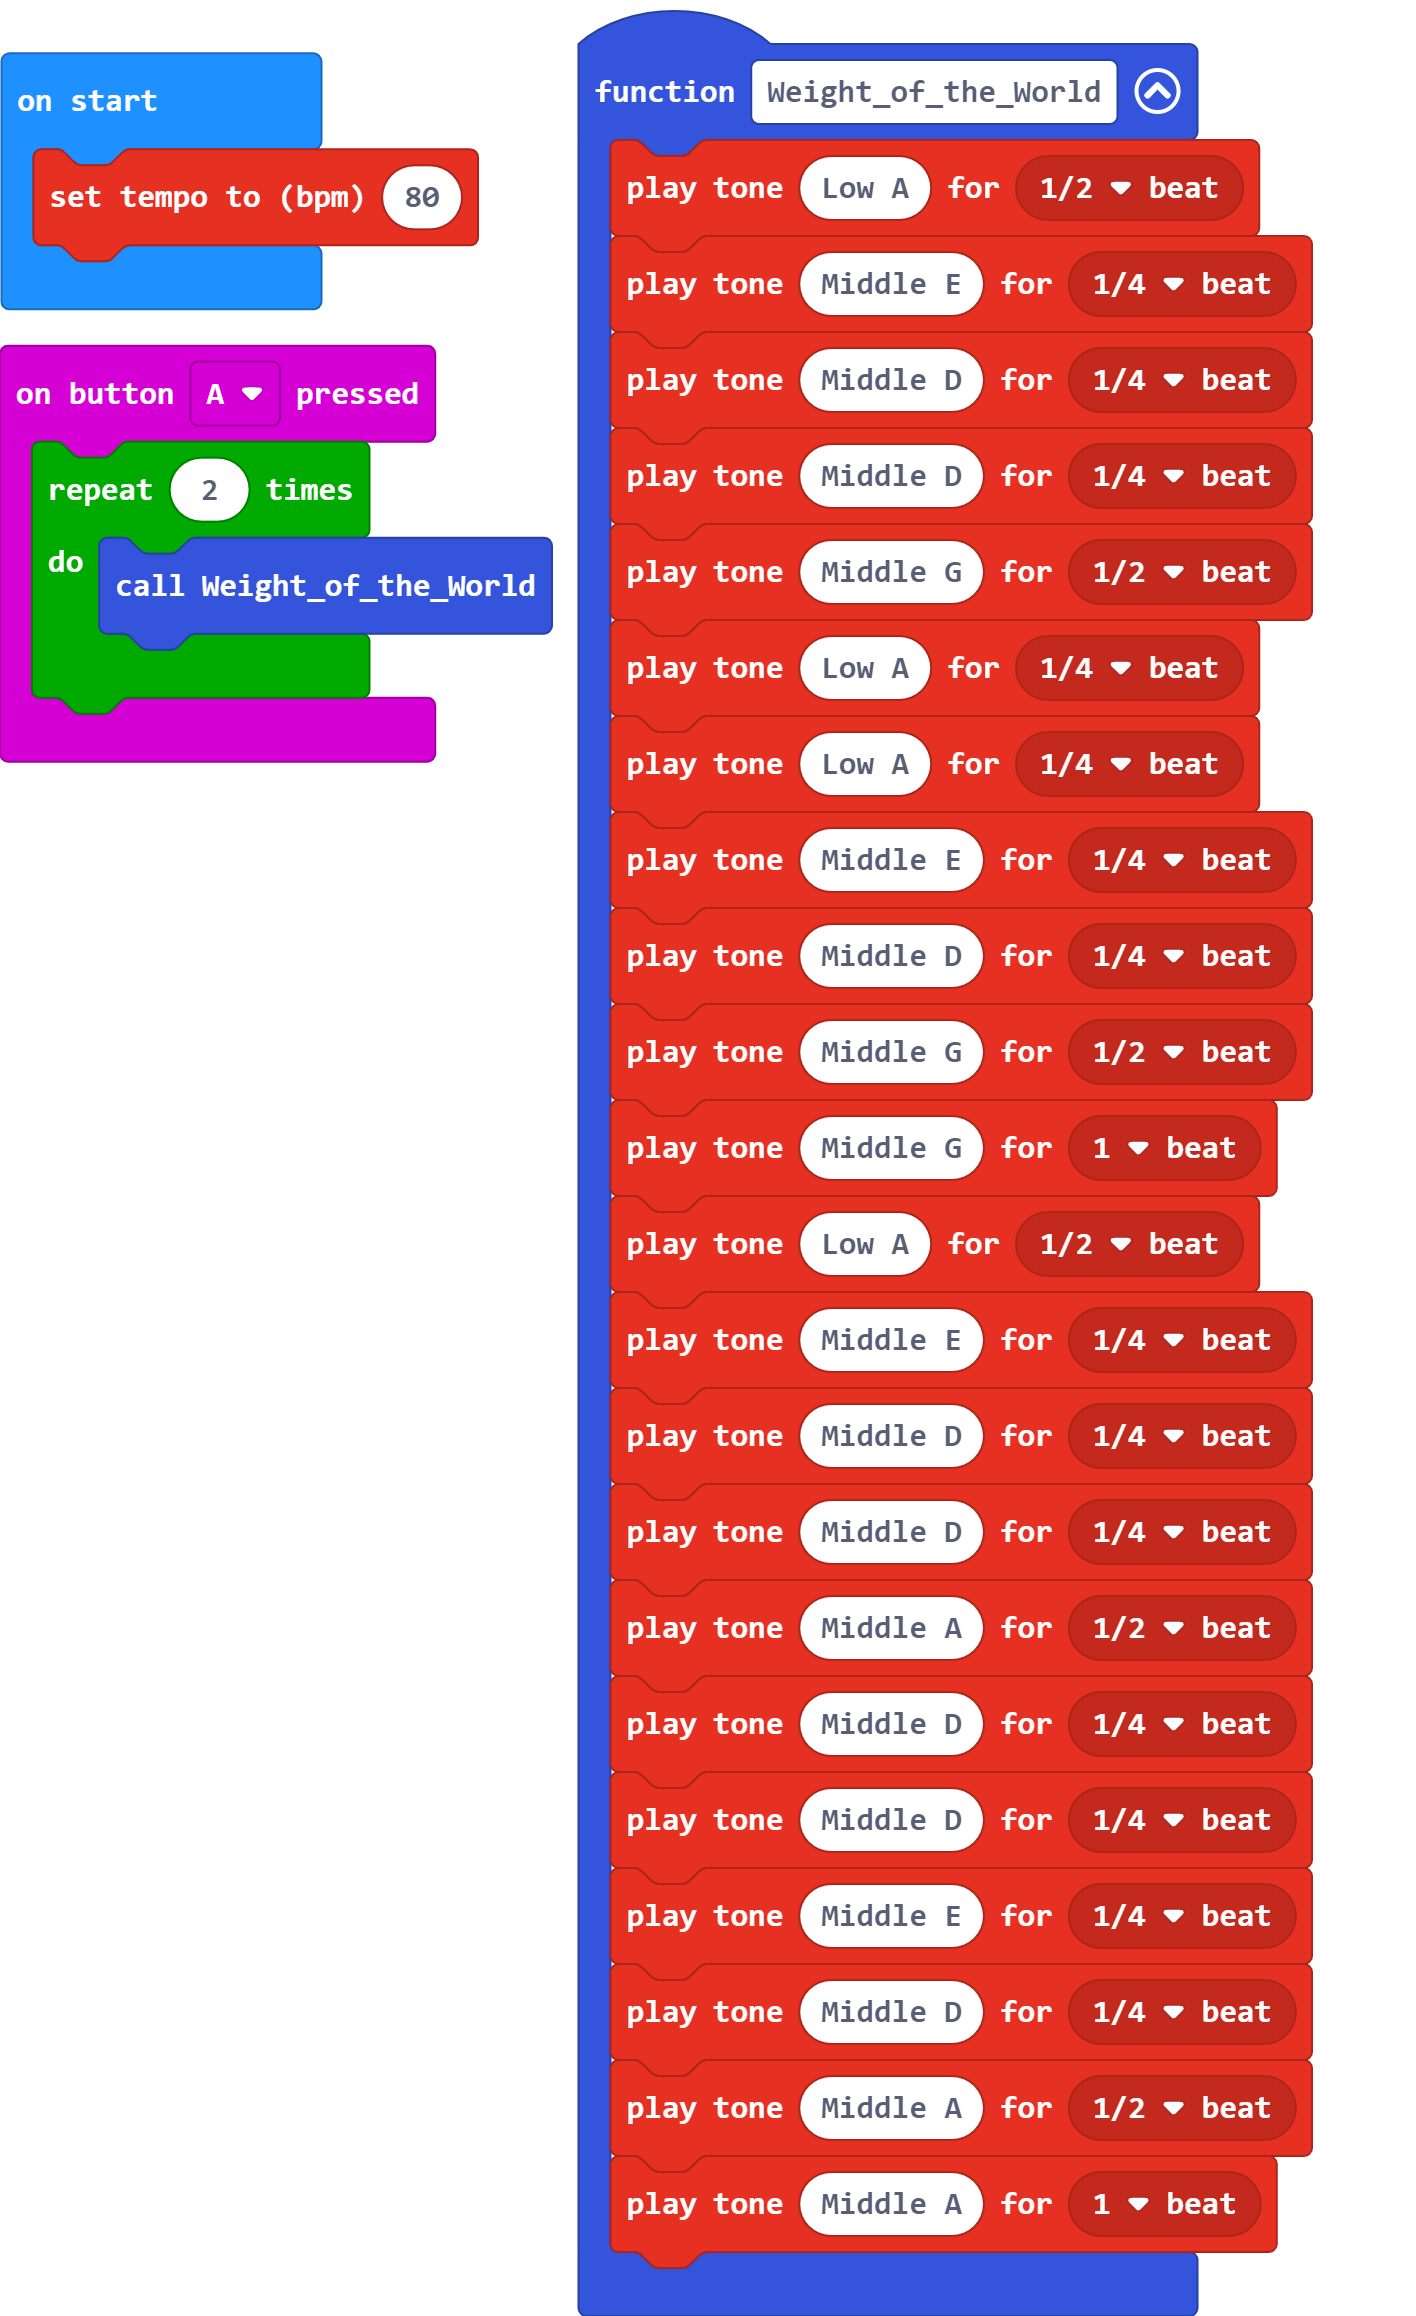 on start
set tempo to (bpm) 80
on button A pressed
repeat 2 times
do
call Weight_of_the_World
function Weight_of_the_World
play tone Low A for 1/2 beat
play tone Middle E for 1/4 beat
play tone Middle D for 1/4 beat
play tone Middle D for 1/4 beat
play tone Middle G for 1/2 beat
play tone Low A for 1/4 beat
play tone Low A for 1/4 beat
play tone Middle E for 1/4 beat
play tone Middle D for 1/4 beat
play tone Middle G for 1/2 beat
play tone Middle G for 1 beat
play tone Low A for 1/2 beat
play tone Middle E for 1/4 beat
play tone Middle D for 1/4 beat
play tone Middle D for 1/4 beat
play tone Middle A for 1/2 beat
play tone Middle D for 1/4 beat
play tone Middle D for 1/4 beat
play tone Middle E for 1/4 beat
play tone Middle D for 1/4 beat
play tone Middle A for 1/2 beat
play tone Middle A for 1 beat